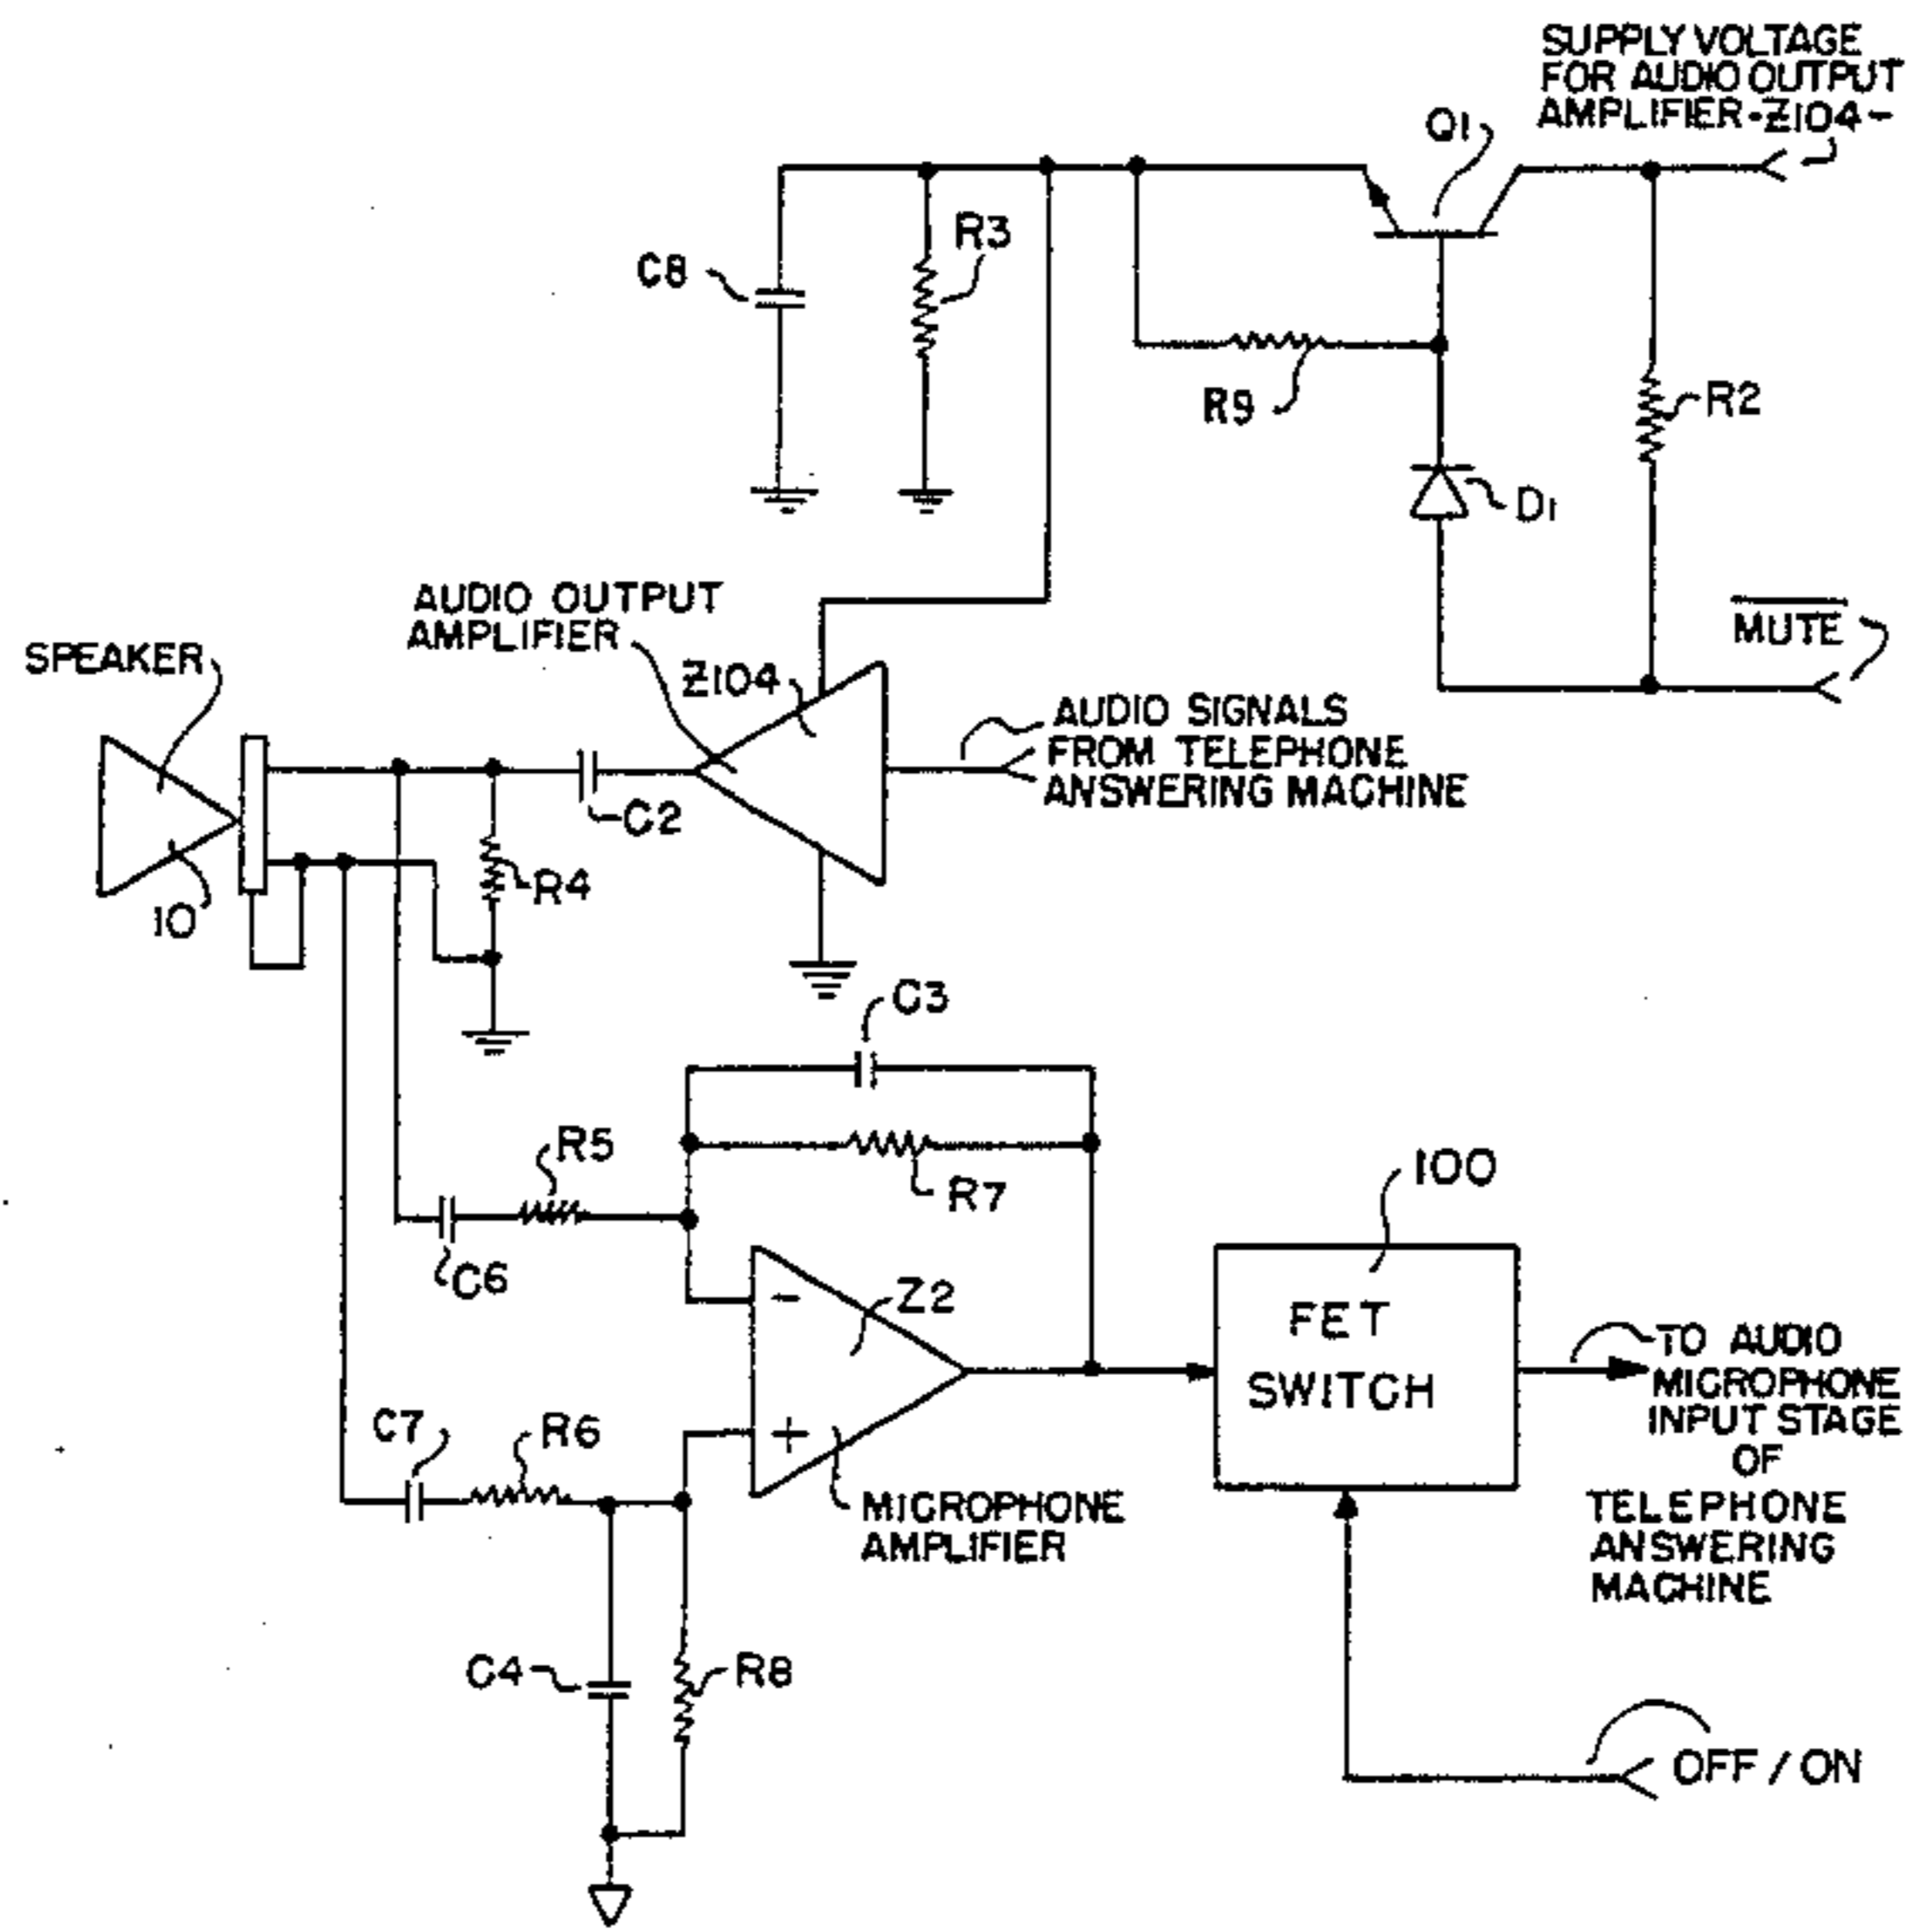 SUPPLY VOLTAGE
FOR AUDIO OUTPUT
AMPLIFIER-Z104-
Q1
R3
C8
R9
R2
D1
AUDIO OUTPUT
AMPLIFIER
MUTE
SPEAKER
Z104
AUDIO SIGNALS
FROM TELEPHONE
ANSWERING MACHINE
C2
R4
10
C3
R5
R7
100
C6
Z2
FET
SWITCH
TO AUDIO
MICROPHONE
INPUT STAGE
OF
TELEPHONE
ANSWERING
MACHINE
C7
R6
-
+
MICROPHONE
AMPLIFIER
C4
R8
OFF / ON